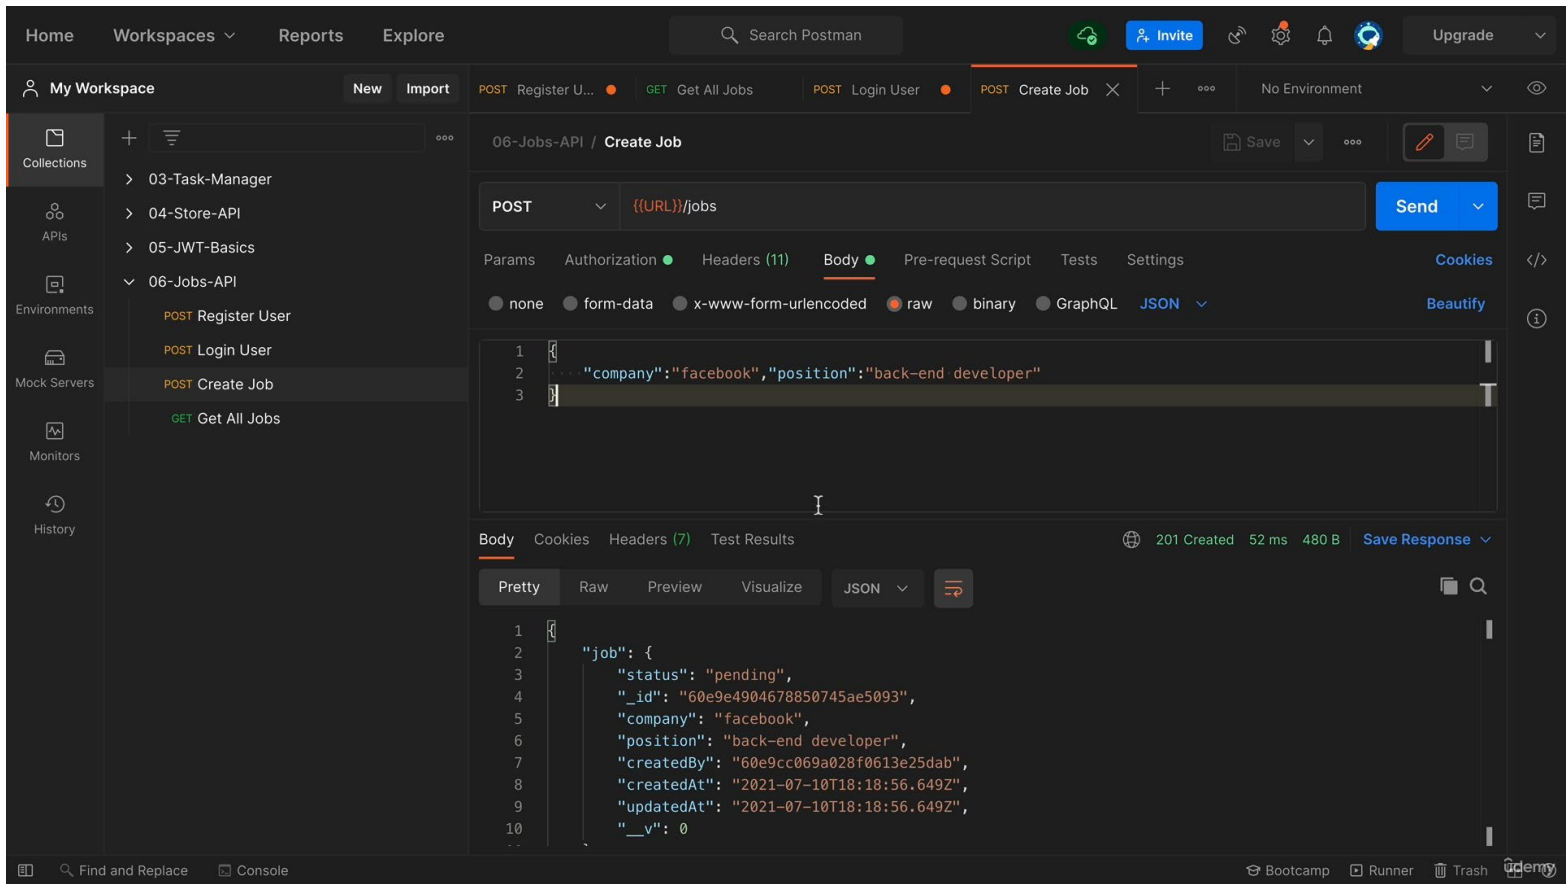 Home Workspaces Reports Explore Search Postman Invite Upgrade
My Workspace New Import POST Register U... GET Get All Jobs POST Login User POST Create Job No Environment
Collections
APIs
Environments
Mock Servers
Monitors
History
03-Task-Manager
04-Store-API
05-JWT-Basics
06-Jobs-API
POST Register User
POST Login User
POST Create Job
GET Get All Jobs
06-Jobs-API / Create Job Save
POST {{URL}}/jobs Send
Params Authorization Headers (11) Body Pre-request Script Tests Settings Cookies
none form-data x-www-form-urlencoded raw binary GraphQL JSON Beautify
1 {
2 ····"company":"facebook","position":"back-end·developer"
3 }
Body Cookies Headers (7) Test Results 201 Created 52 ms 480 B Save Response
Pretty Raw Preview Visualize JSON
1 {
2 "job": {
3 "status": "pending",
4 "_id": "60e9e4904678850745ae5093",
5 "company": "facebook",
6 "position": "back-end developer",
7 "createdBy": "60e9cc069a028f0613e25dab",
8 "createdAt": "2021-07-10T18:18:56.649Z",
9 "updatedAt": "2021-07-10T18:18:56.649Z",
10 "__v": 0
Find and Replace Console Bootcamp Runner Trash udemy